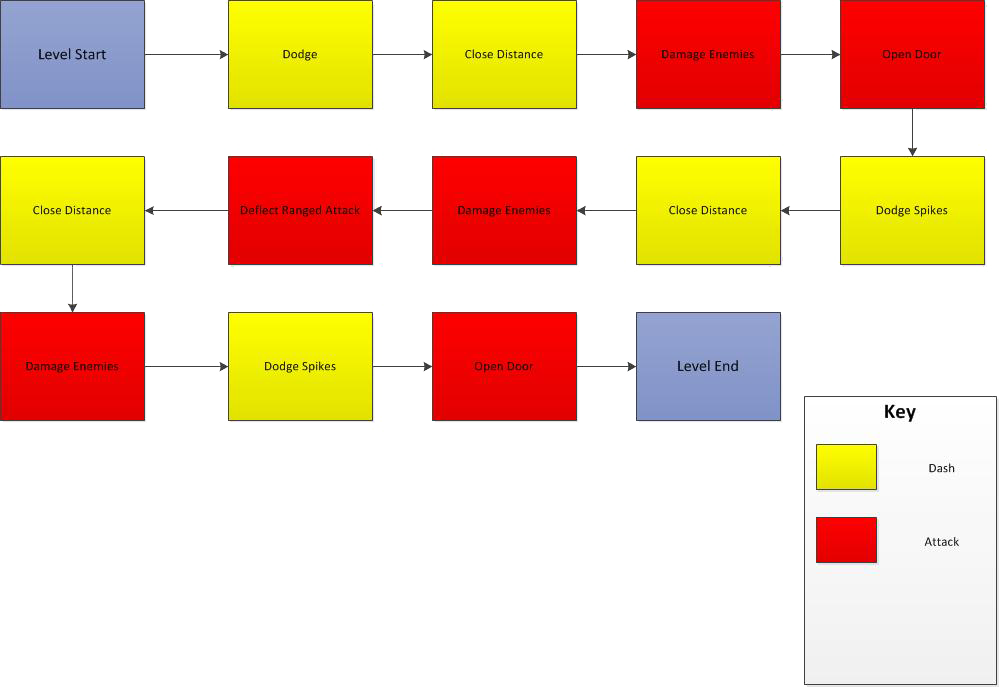 Level Start
Dodge
Close Distance
Damage Enemies
Open Door
Close Distance
Deflect Ranged Attack
Damage Enemies
Close Distance
Dodge Spikes
Damage Enemies
Dodge Spikes
Open Door
Level End
Key
Dash
Attack